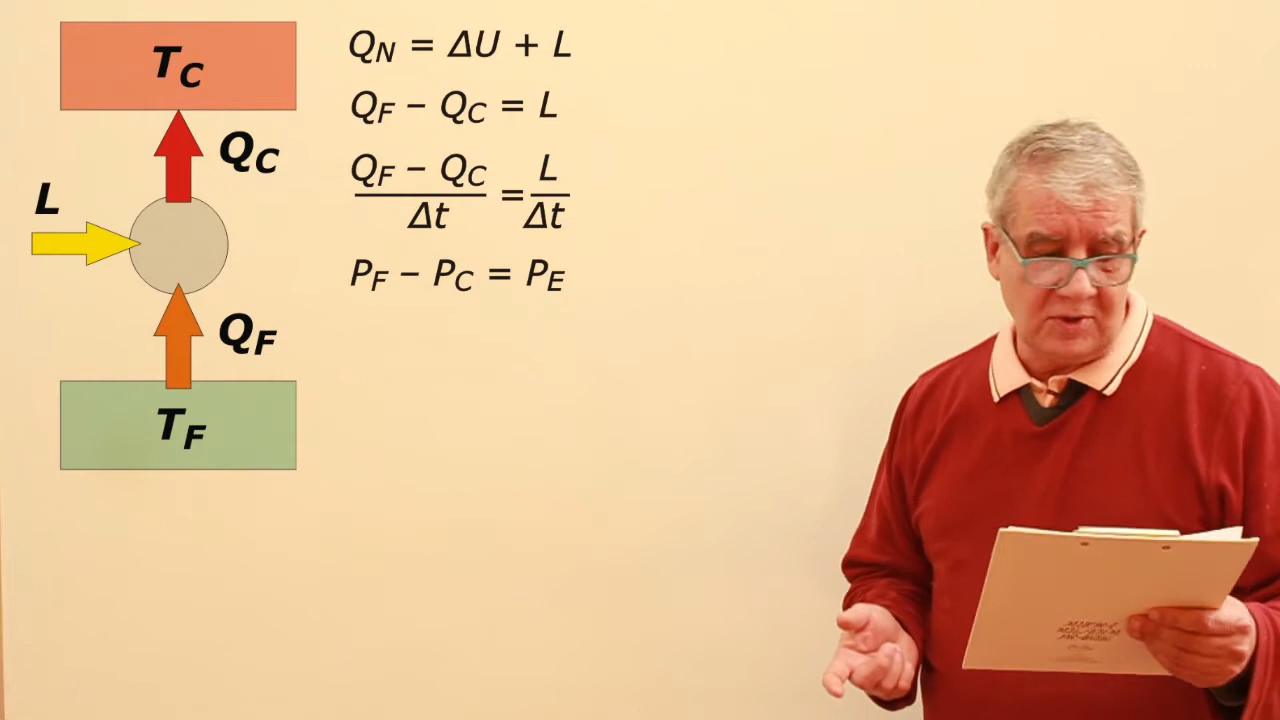 T_C
Q_C
L
Q_F
T_F
Q_N = ΔU + L
Q_F – Q_C = L
Q_F – Q_C / Δt = L / Δt
P_F – P_C = P_E